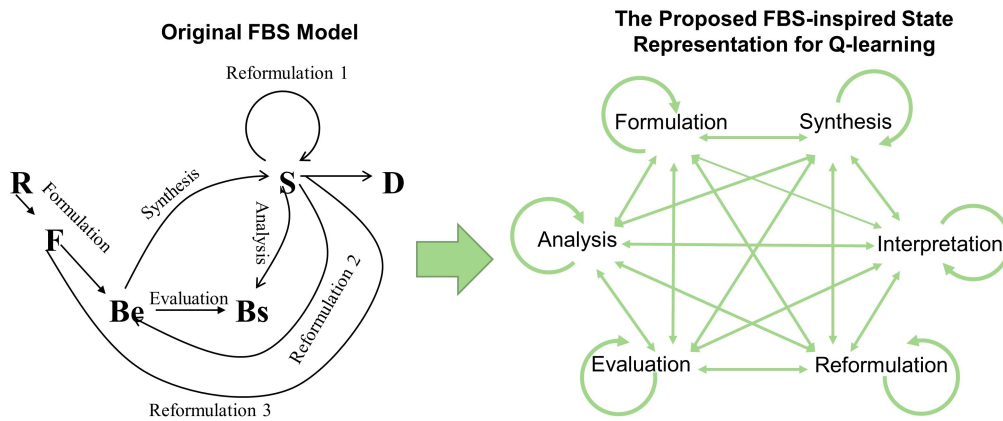 Original FBS Model
Reformulation 1
R
Formulation
F
Synthesis
S
D
Analysis
Be
Evaluation
Bs
Reformulation 2
Reformulation 3
The Proposed FBS-inspired State
Representation for Q-learning
Formulation
Synthesis
Analysis
Interpretation
Evaluation
Reformulation